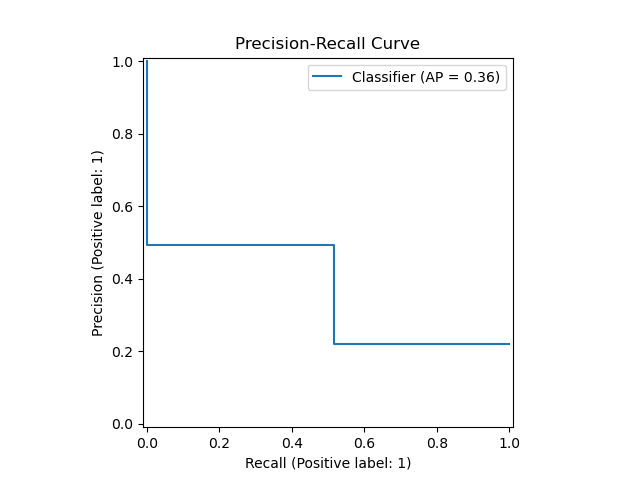 Precision-Recall Curve
Classifier (AP = 0.36)
Precision (Positive label: 1)
1.0
0.8
0.6
0.4
0.2
0.0
0.0 0.2 0.4 0.6 0.8 1.0
Recall (Positive label: 1)